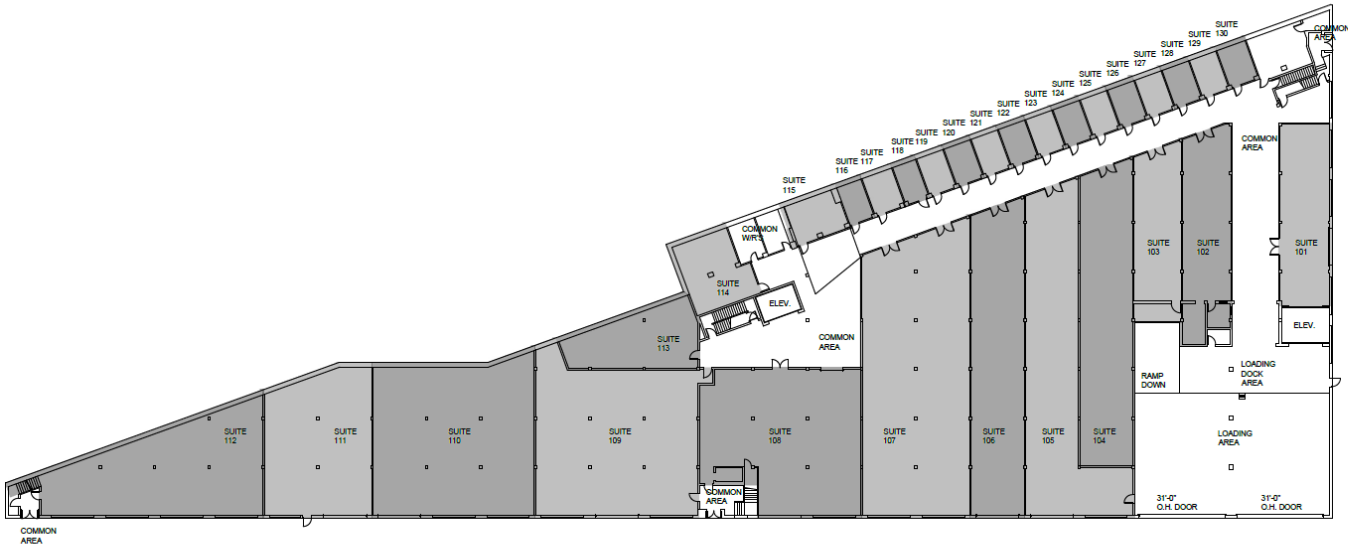 SUITE
130
COMMON
AREA
SUITE
129
SUITE
128
SUITE
127
SUITE
126
SUITE
125
SUITE
124
SUITE
123
SUITE
122
SUITE
121
SUITE
120
SUITE
119
SUITE
118
SUITE
117
SUITE
116
SUITE
115
COMMON
AREA
COMMON
W/R'S
SUITE
103
SUITE
102
SUITE
101
SUITE
114
ELEV.
ELEV.
SUITE
113
COMMON
AREA
RAMP
DOWN
LOADING
DOCK
AREA
SUITE
112
SUITE
111
SUITE
110
SUITE
109
SUITE
108
SUITE
107
SUITE
106
SUITE
105
SUITE
104
LOADING
AREA
COMMON
AREA
31'-0"
O.H. DOOR
31'-0"
O.H. DOOR
COMMON
AREA